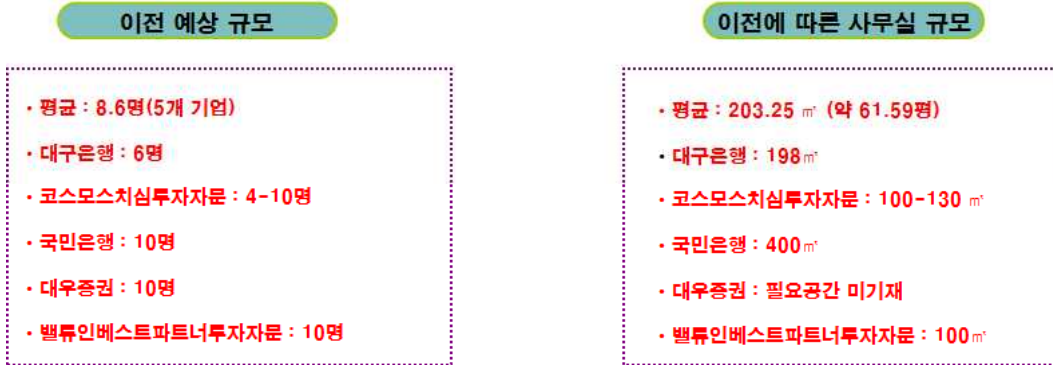 이전 예상 규모
• 평균 : 8.6명(5개 기업)
• 대구은행 : 6명
• 코스모스치심투자자문 : 4-10명
• 국민은행 : 10명
• 대우증권 : 10명
• 밸류인베스트파트너투자자문 : 10명
이전에 따른 사무실 규모
• 평균 : 203.25 ㎡ (약 61.59평)
• 대구은행 : 198㎡
• 코스모스치심투자자문 : 100-130 ㎡
• 국민은행 : 400㎡
• 대우증권 : 필요공간 미기재
• 밸류인베스트파트너투자자문 : 100㎡